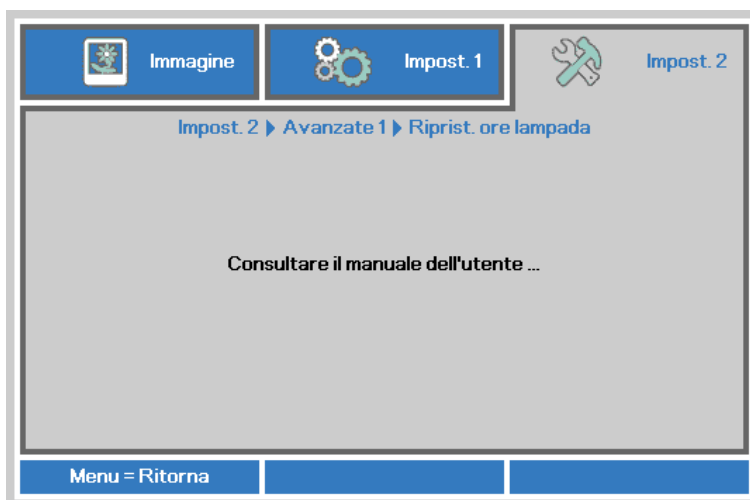 Immagine
Impost. 1
Impost. 2
Impost. 2 ▶ Avanzate 1 ▶ Riprist. ore lampada
Consultare il manuale dell'utente ...
Menu = Ritorna